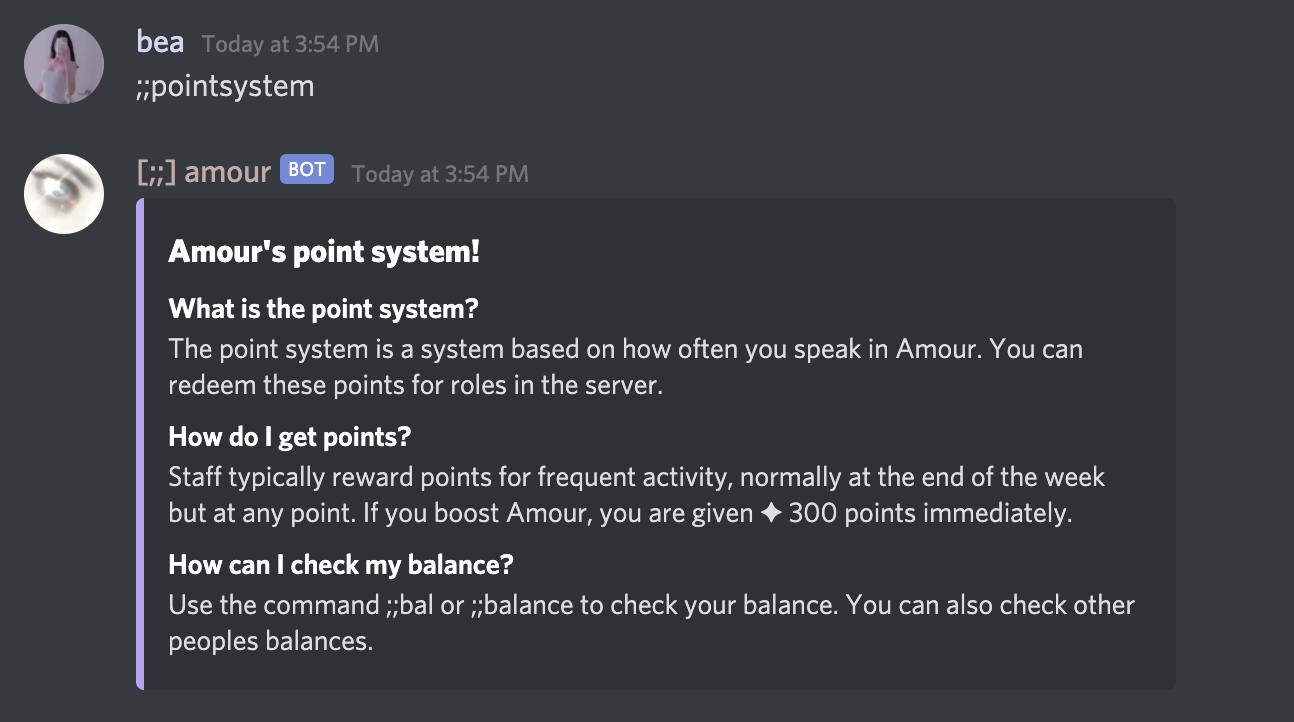 bea Today at 3:54 PM
;;pointsystem
[;;] amour BOT Today at 3:54 PM
Amour's point system!
What is the point system?
The point system is a system based on how often you speak in Amour. You can
redeem these points for roles in the server.
How do I get points?
Staff typically reward points for frequent activity, normally at the end of the week
but at any point. If you boost Amour, you are given ✦ 300 points immediately.
How can I check my balance?
Use the command ;;bal or ;;balance to check your balance. You can also check other
peoples balances.